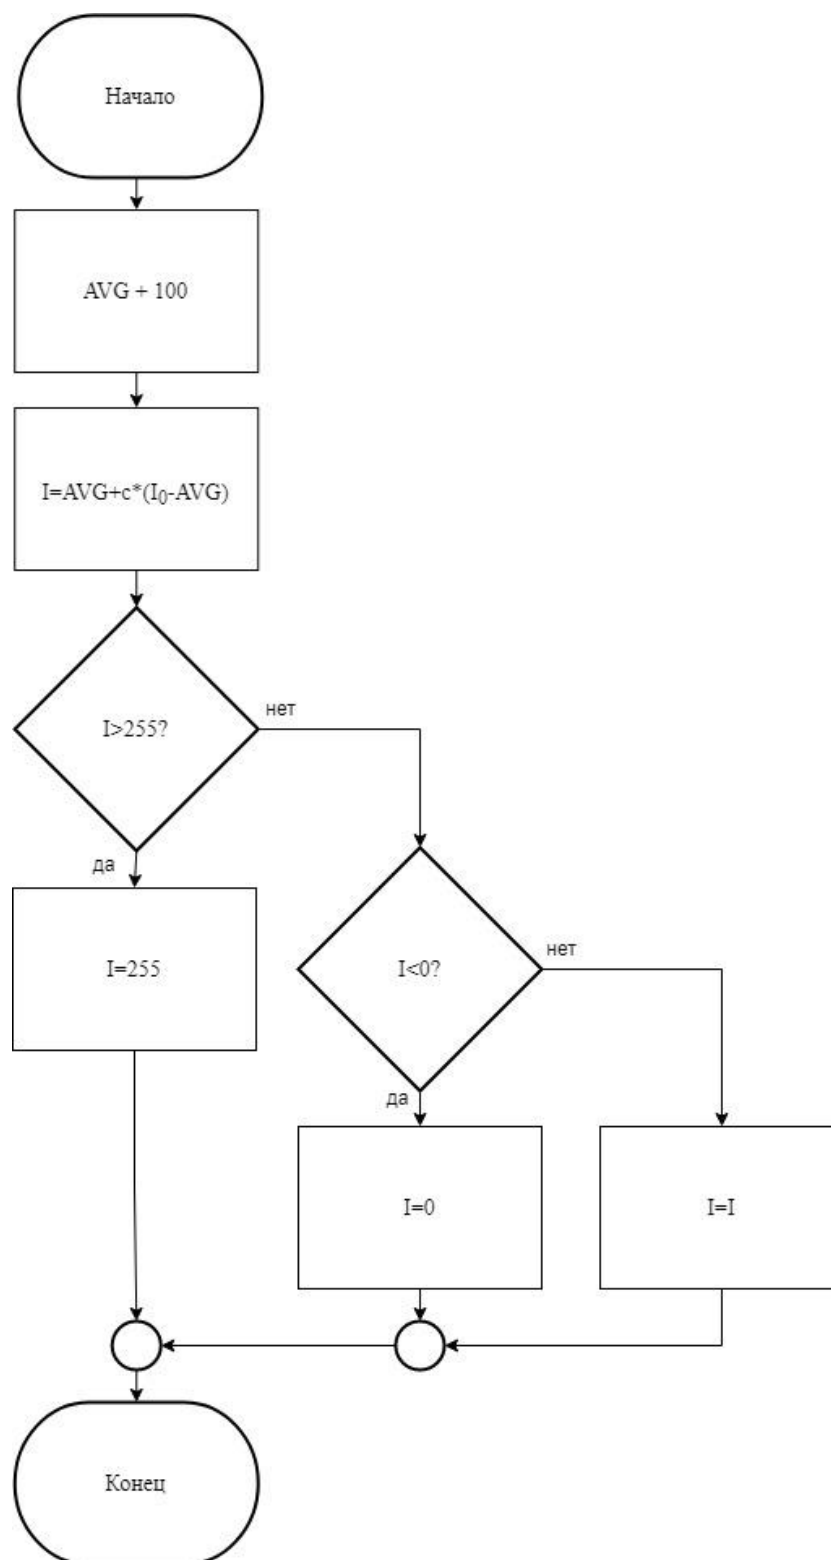 Начало
AVG + 100
I=AVG+c*(I₀-AVG)
I>255?
нет
да
I=255
I<0?
нет
да
I=0
I=I
Конец